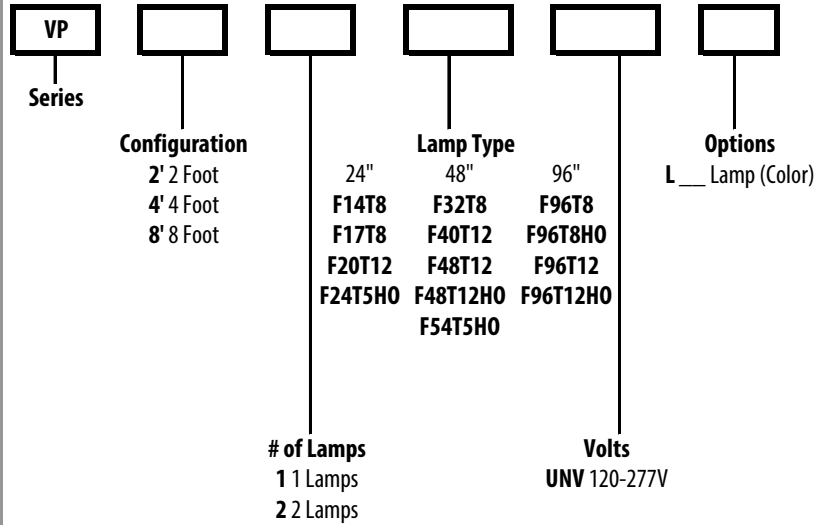 VP
Series
Configuration
2' 2 Foot
4' 4 Foot
8' 8 Foot
Lamp Type
24" 48" 96"
F14T8 F32T8 F96T8
F17T8 F40T12 F96T8HO
F20T12 F48T12 F96T12
F24T5HO F48T12HO F96T12HO
F54T5HO
Options
L __ Lamp (Color)
# of Lamps
1 1 Lamps
2 2 Lamps
Volts
UNV 120-277V